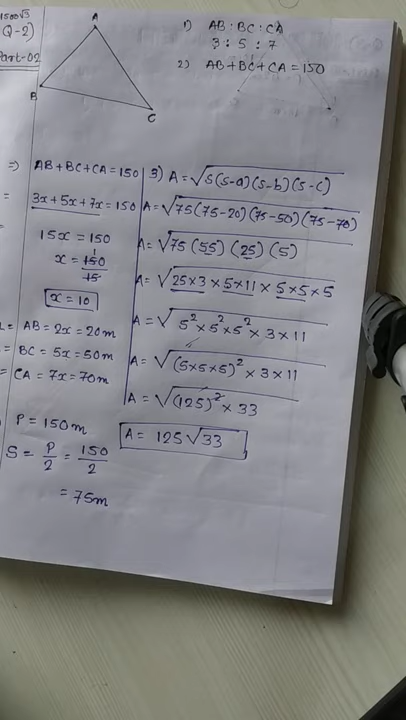 1500√3
Q-2)
Part-02
A
B
C
1) AB : BC : CA
3 : 5 : 7
2) AB+BC+CA = 150
⇒) AB+BC+CA = 150
= 3x+5x+7x = 150
15x = 150
x = 150/15
x = 10
AB = 2x = 20m
= BC = 5x = 50m
= CA = 7x = 70m
P = 150m
S = P/2 = 150/2
= 75m
3) A = √S(S-a)(S-b)(S-c)
A = √75(75-20)(75-50)(75-70)
A = √75(55)(25)(5)
A = √25×3×5×11×5×5×5
A = √5²×5²×5²×3×11
A = √(5×5×5)²×3×11
A = √(125)²×33
A = 125√33